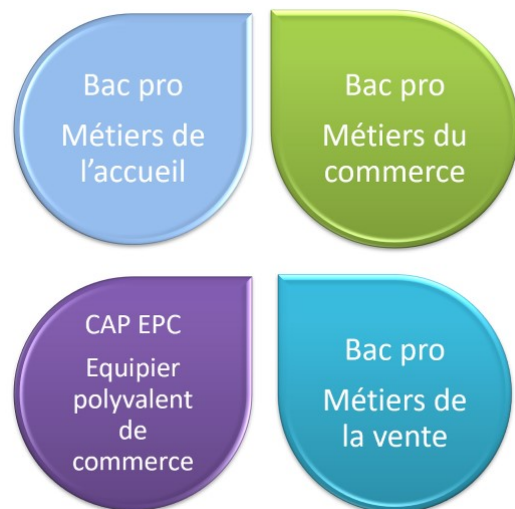 Bac pro
Métiers de
l’accueil
Bac pro
Métiers du
commerce
CAP EPC
Equipier
polyvalent
de
commerce
Bac pro
Métiers de
la vente